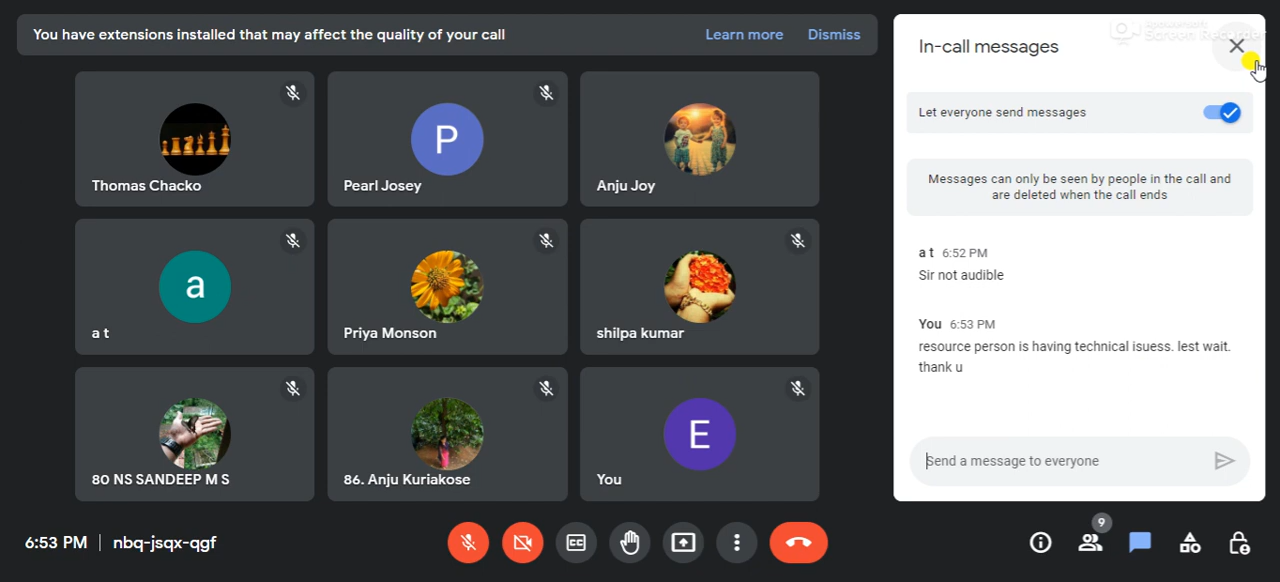 You have extensions installed that may affect the quality of your call
Learn more
Dismiss
Thomas Chacko
P
Pearl Josey
Anju Joy
a
a t
Priya Monson
shilpa kumar
80 NS SANDEEP M S
86. Anju Kuriakose
E
You
6:53 PM | nbq-jsqx-qgf
CC
9
In-call messages
Screen Recorder
Let everyone send messages
Messages can only be seen by people in the call and
are deleted when the call ends
a t 6:52 PM
Sir not audible
You 6:53 PM
resource person is having technical isuess. lest wait.
thank u
Send a message to everyone